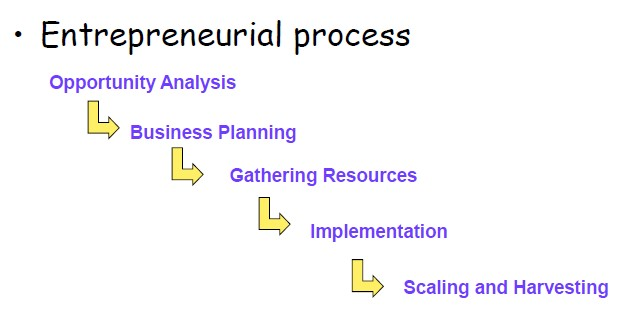 • Entrepreneurial process
Opportunity Analysis
Business Planning
Gathering Resources
Implementation
Scaling and Harvesting